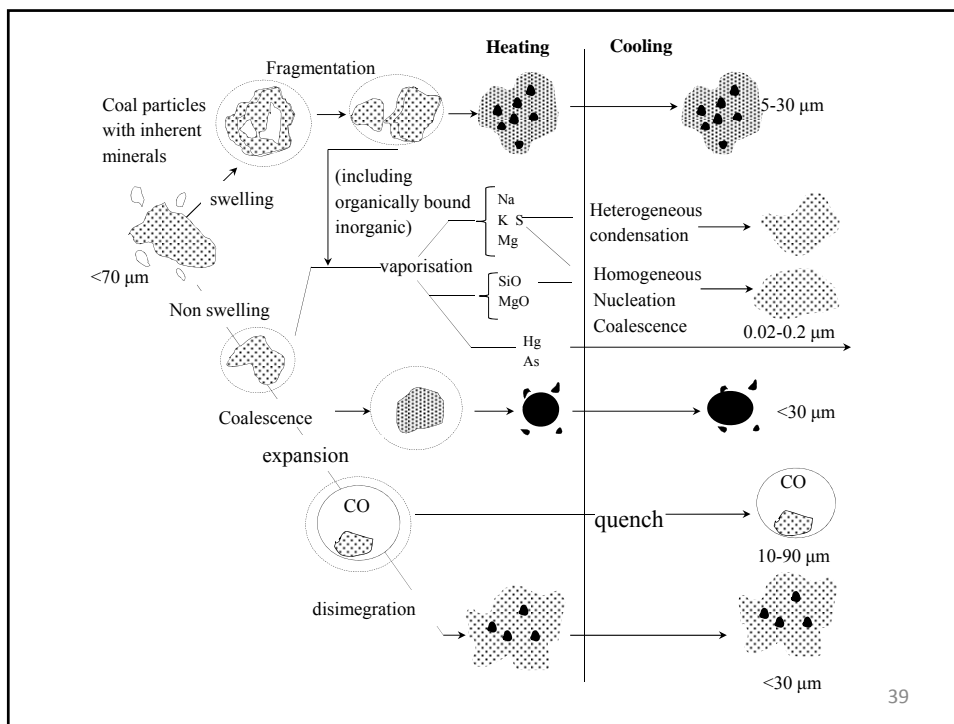 Heating
Cooling
Fragmentation
Coal particles
with inherent
minerals
5-30 μm
swelling
(including
organically bound
inorganic)
Na
K S
Mg
Heterogeneous
condensation
<70 μm
vaporisation
SiO
MgO
Homogeneous
Nucleation
Coalescence
Non swelling
0.02-0.2 μm
Hg
As
Coalescence
<30 μm
expansion
CO
quench
CO
10-90 μm
disimegration
<30 μm
39